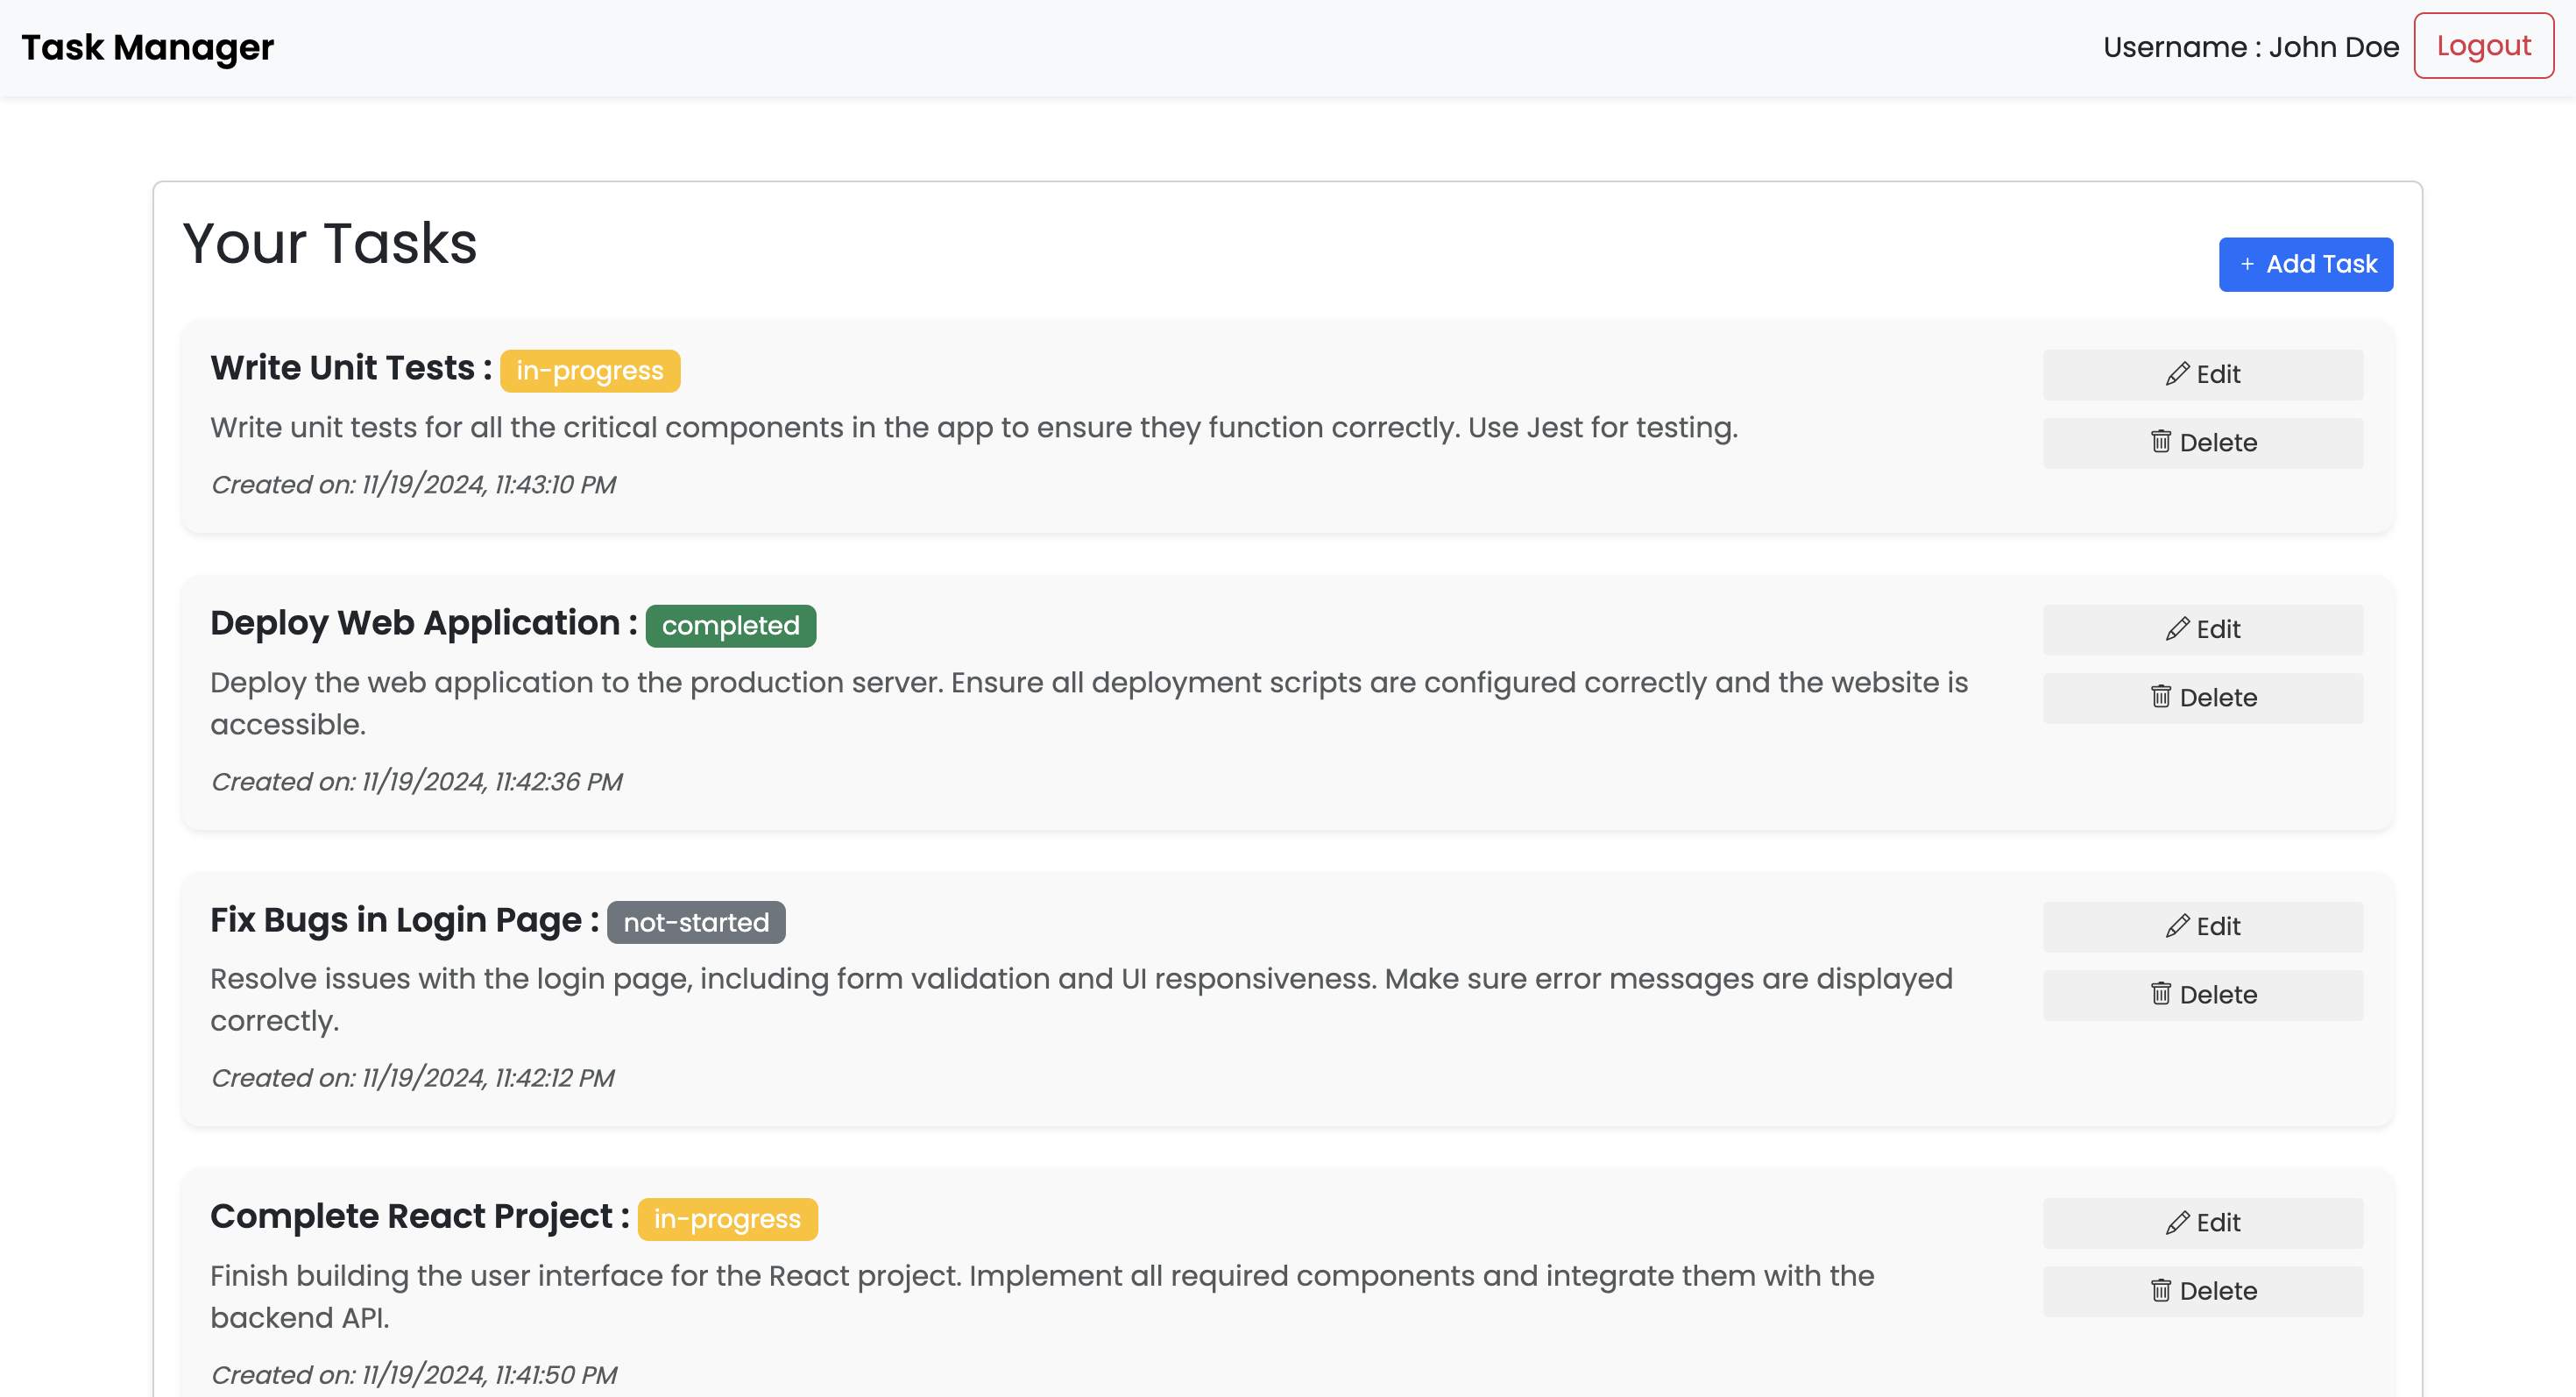 Task Manager
Username : John Doe
Logout
Your Tasks
+ Add Task
Write Unit Tests : in-progress
Edit
Write unit tests for all the critical components in the app to ensure they function correctly. Use Jest for testing.
Delete
Created on: 11/19/2024, 11:43:10 PM
Deploy Web Application : completed
Edit
Deploy the web application to the production server. Ensure all deployment scripts are configured correctly and the website is
accessible.
Delete
Created on: 11/19/2024, 11:42:36 PM
Fix Bugs in Login Page : not-started
Edit
Resolve issues with the login page, including form validation and UI responsiveness. Make sure error messages are displayed
correctly.
Delete
Created on: 11/19/2024, 11:42:12 PM
Complete React Project : in-progress
Edit
Finish building the user interface for the React project. Implement all required components and integrate them with the
backend API.
Delete
Created on: 11/19/2024, 11:41:50 PM